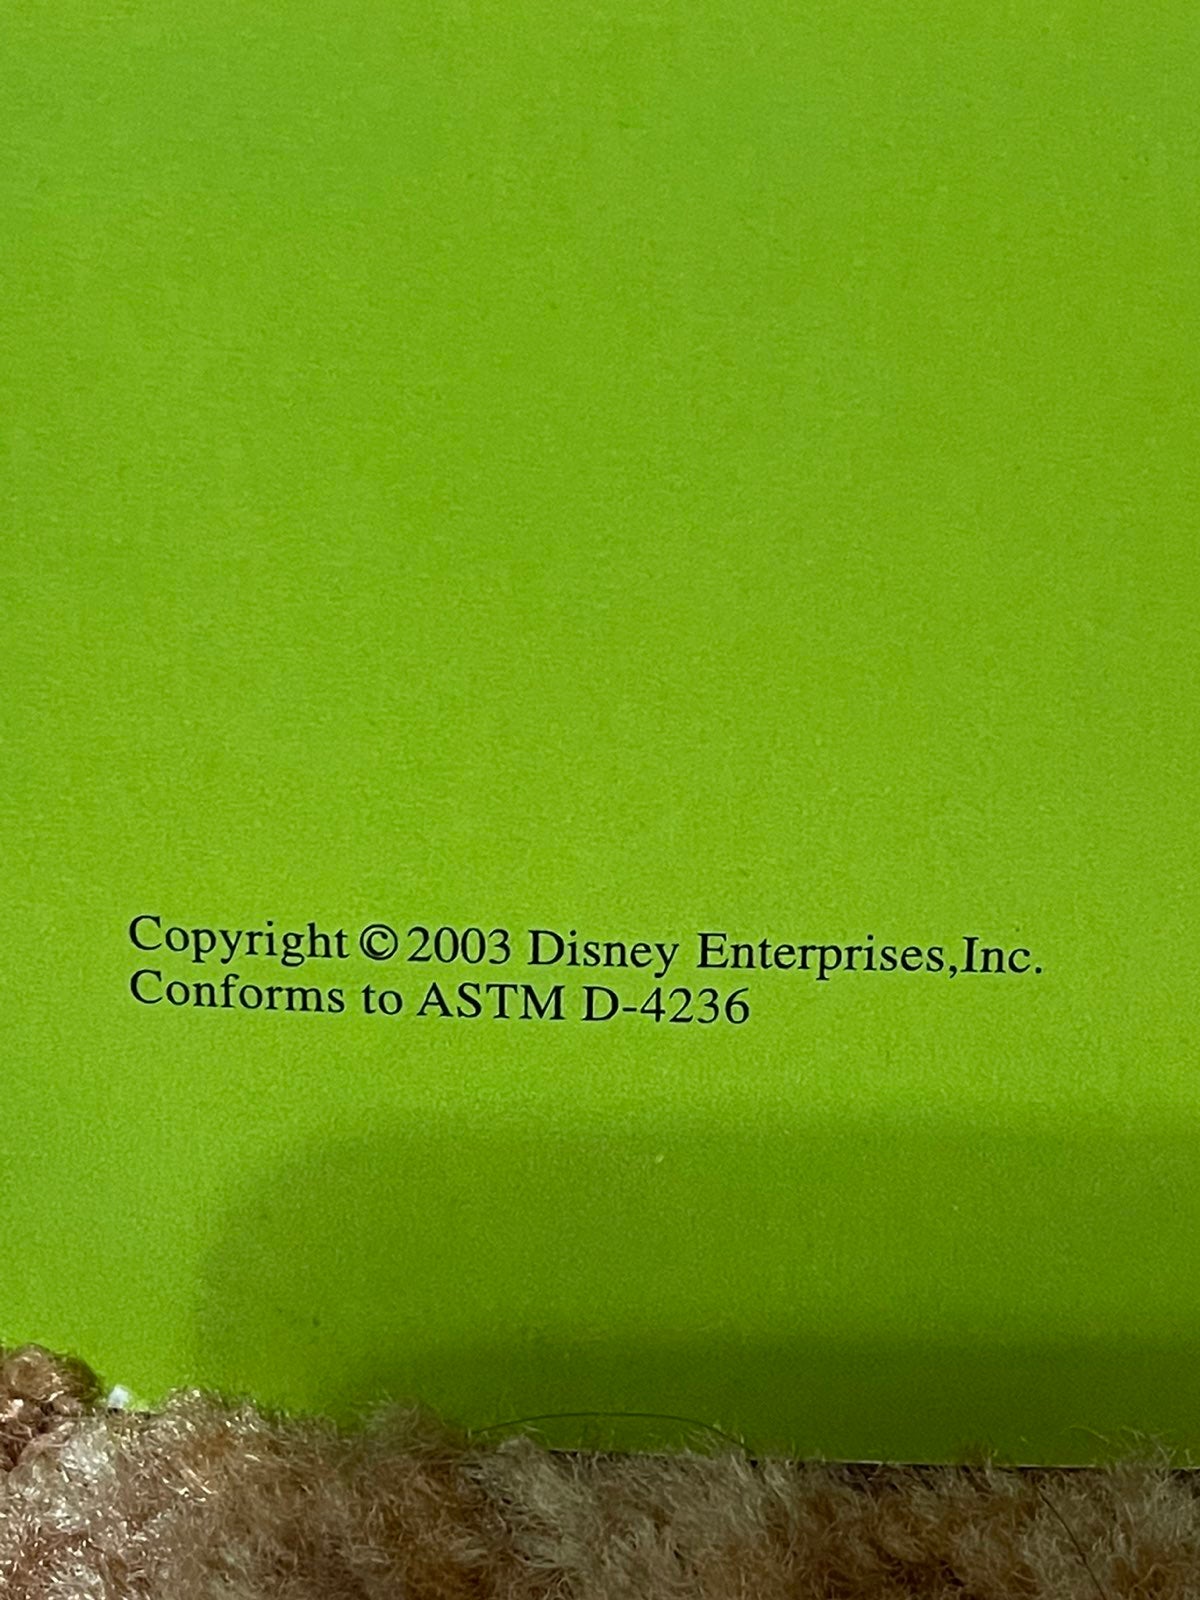 Copyright ©2003 Disney Enterprises,Inc.
Conforms to ASTM D-4236